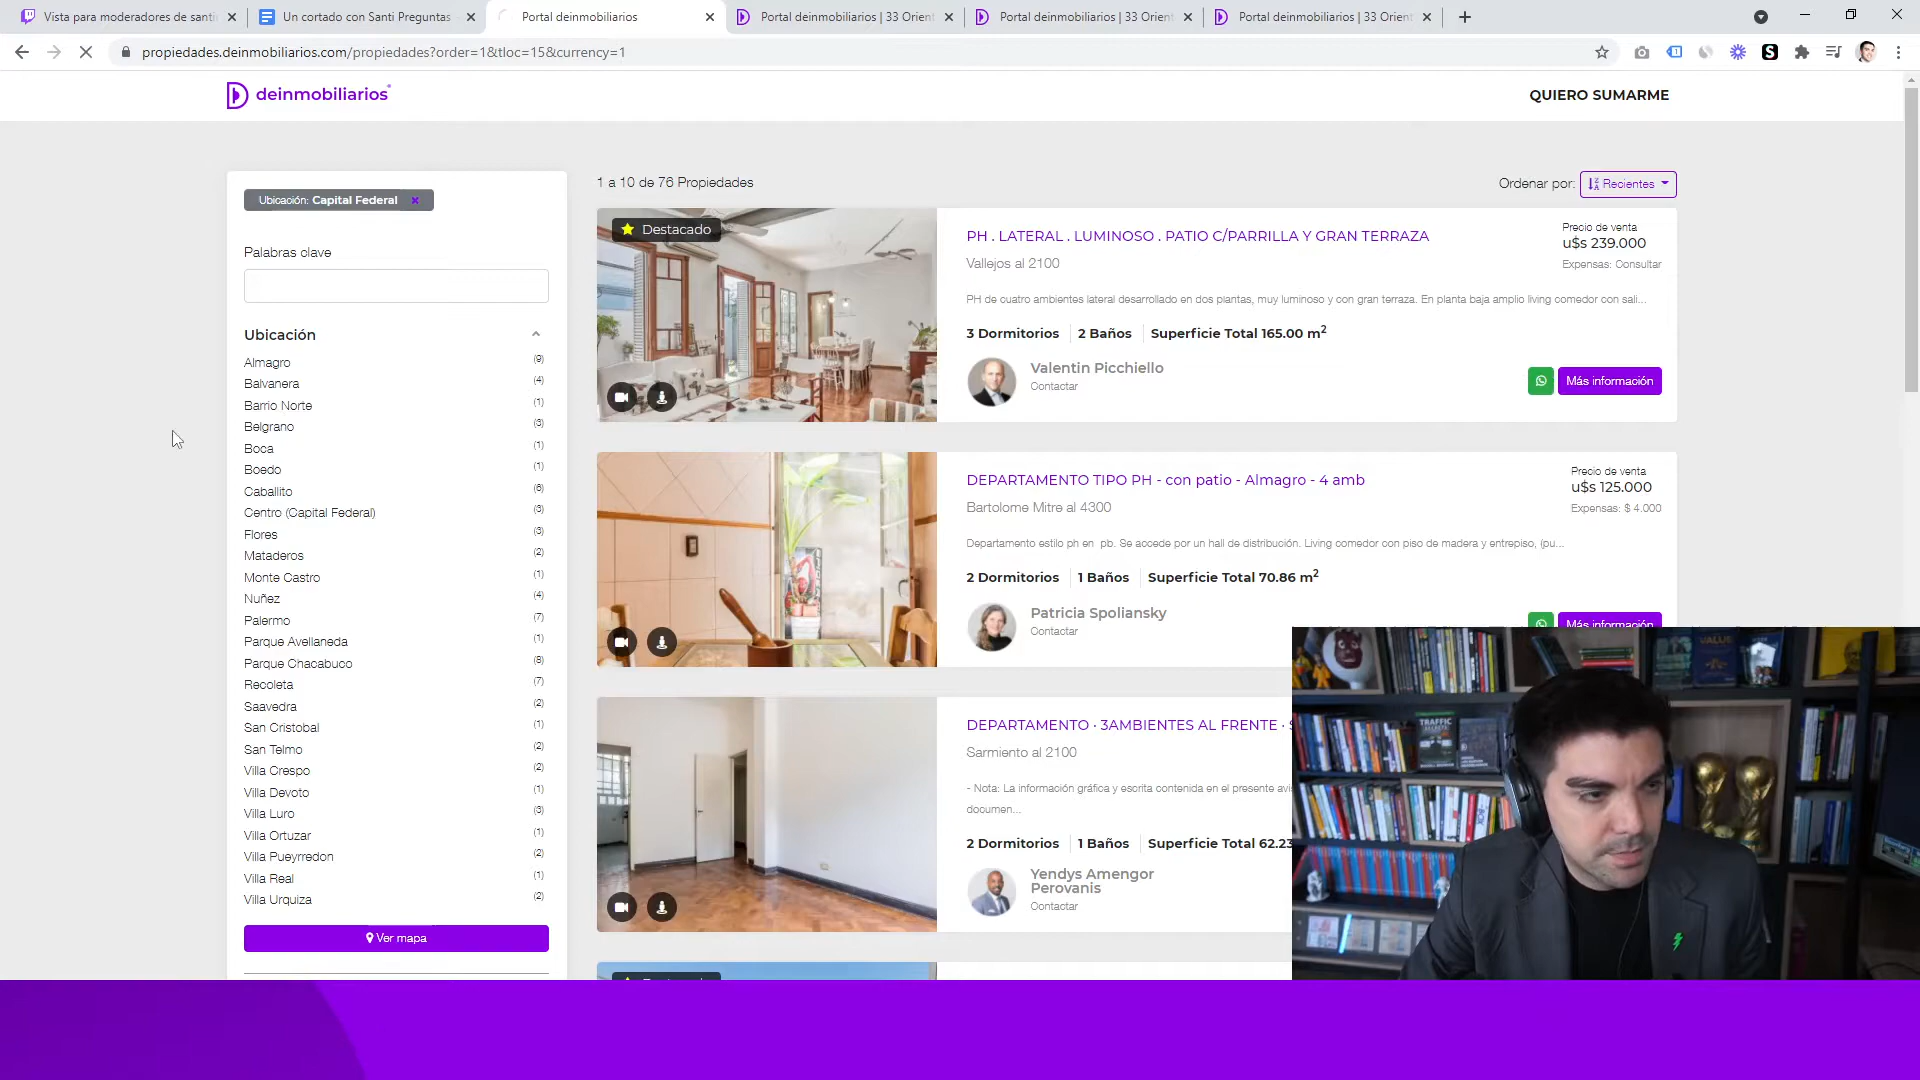 Vista para moderadores de santi
Un cortado con Santi Preguntas
Portal deinmobiliarios
Portal deinmobiliarios | 33 Orient
Portal deinmobiliarios | 33 Orient
Portal deinmobiliarios | 33 Orient
propiedades.deinmobiliarios.com/propiedades?order=1&tloc=15&currency=1
deinmobiliarios
QUIERO SUMARME
Ubicación: Capital Federal
Palabras clave
Ubicación
Almagro (9)
Balvanera (4)
Barrio Norte (1)
Belgrano (3)
Boca (1)
Boedo (1)
Caballito (6)
Centro (Capital Federal) (3)
Flores (3)
Mataderos (2)
Monte Castro (1)
Nuñez (4)
Palermo (7)
Parque Avellaneda (1)
Parque Chacabuco (8)
Recoleta (7)
Saavedra (2)
San Cristobal (1)
San Telmo (2)
Villa Crespo (2)
Villa Devoto (1)
Villa Luro (3)
Villa Ortuzar (1)
Villa Pueyrredon (2)
Villa Real (1)
Villa Urquiza (2)
Ver mapa
1 a 10 de 76 Propiedades
Ordenar por: Recientes
Destacado
PH . LATERAL . LUMINOSO . PATIO C/PARRILLA Y GRAN TERRAZA
Vallejos al 2100
Precio de venta
u$s 239.000
Expensas: Consultar
PH de cuatro ambientes lateral desarrollado en dos plantas, muy luminoso y con gran terraza. En planta baja amplio living comedor con sali...
3 Dormitorios 2 Baños Superficie Total 165.00 m2
Valentin Picchiello
Contactar
Más información
DEPARTAMENTO TIPO PH - con patio - Almagro - 4 amb
Bartolome Mitre al 4300
Precio de venta
u$s 125.000
Expensas: $ 4.000
Departamento estilo ph en pb. Se accede por un hall de distribución. Living comedor con piso de madera y entrepiso, (pu...
2 Dormitorios 1 Baños Superficie Total 70.86 m2
Patricia Spoliansky
Contactar
Más información
DEPARTAMENTO · 3AMBIENTES AL FRENTE ·
Sarmiento al 2100
- Nota: La información gráfica y escrita contenida en el presente avi
documen...
2 Dormitorios 1 Baños Superficie Total 62.23
Yendys Amengor
Perovanis
Contactar
TRAFFIC
SECRETS
VALUE